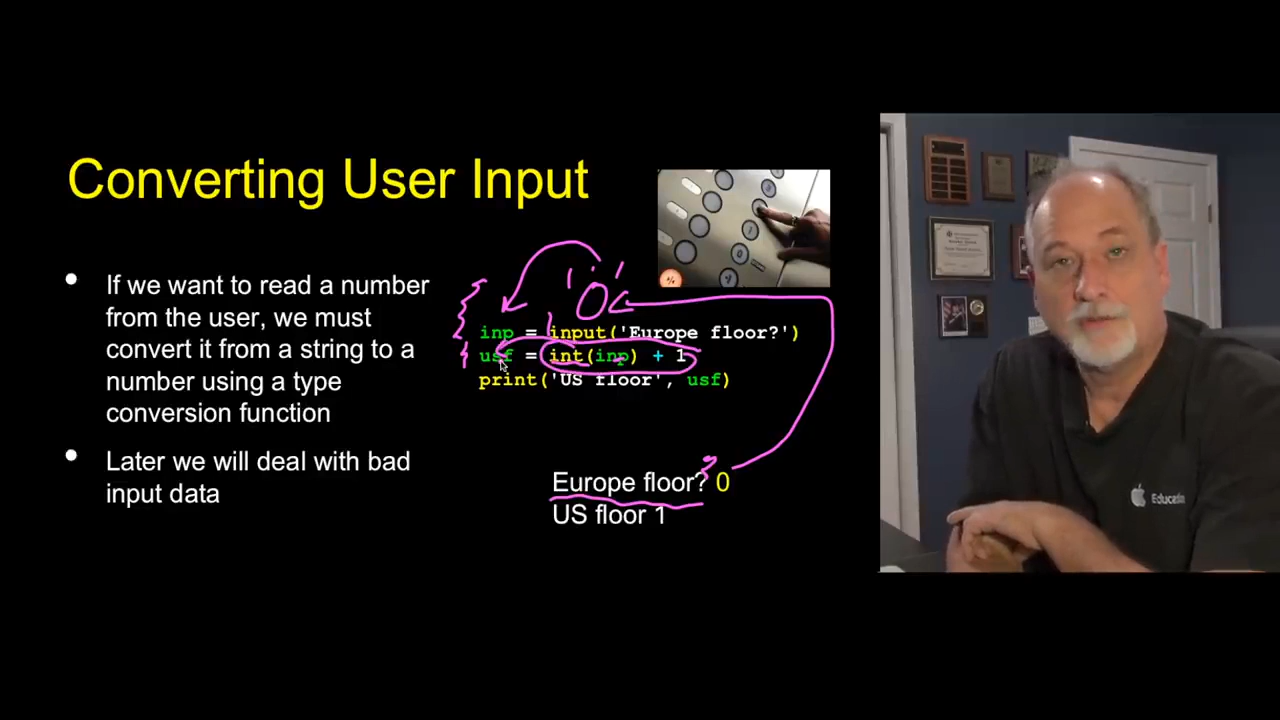 Converting User Input
• If we want to read a number
from the user, we must
convert it from a string to a
number using a type
conversion function
• Later we will deal with bad
input data
'0'
inp = input('Europe floor?')
usf = int(inp) + 1
print('US floor', usf)
Europe floor? 0
US floor 1
Education